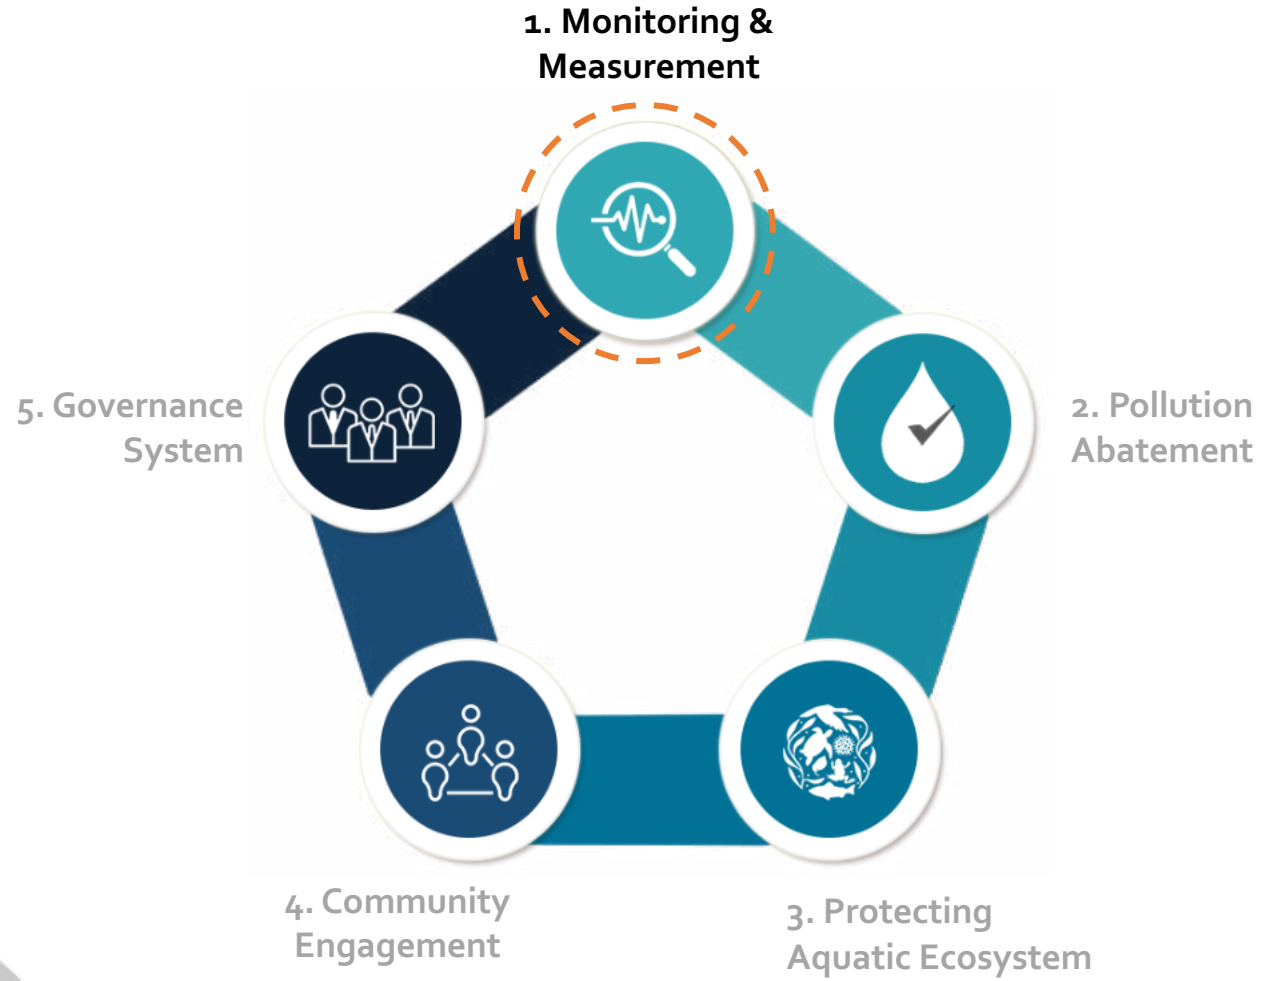 1. Monitoring &
Measurement
5. Governance
System
2. Pollution
Abatement
4. Community
Engagement
3. Protecting
Aquatic Ecosystem